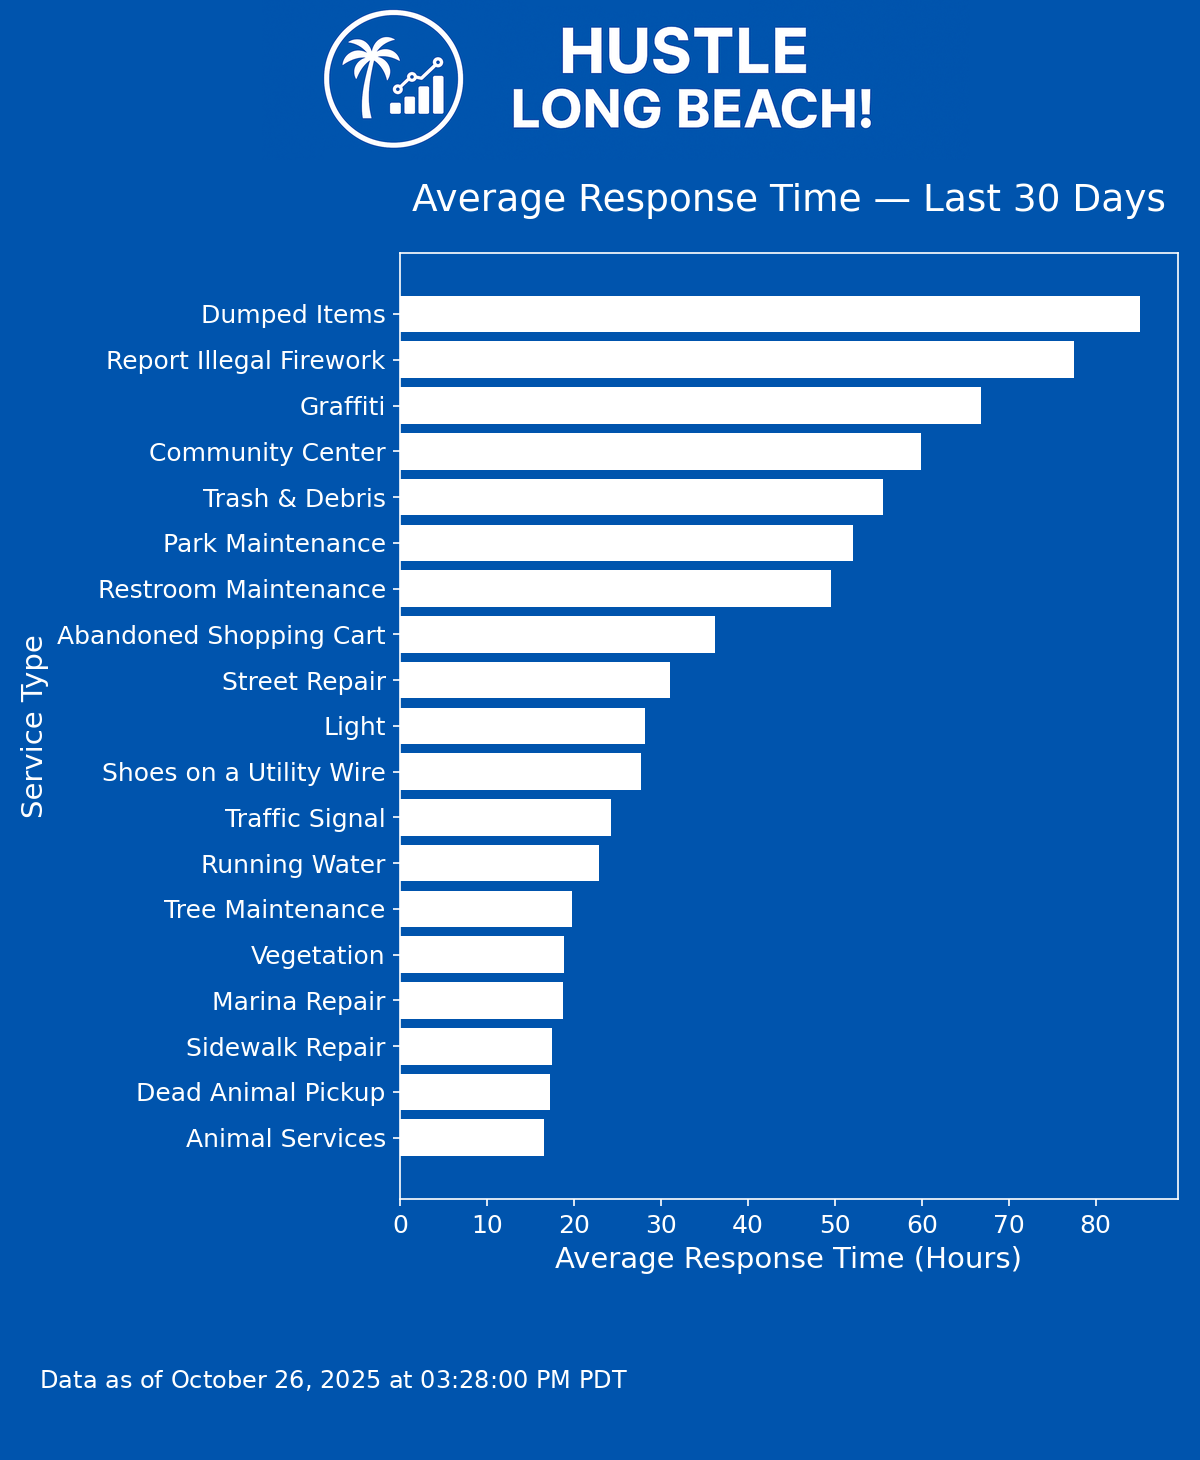 HUSTLE
LONG BEACH!
Average Response Time — Last 30 Days
Service Type
Dumped Items
Report Illegal Firework
Graffiti
Community Center
Trash & Debris
Park Maintenance
Restroom Maintenance
Abandoned Shopping Cart
Street Repair
Light
Shoes on a Utility Wire
Traffic Signal
Running Water
Tree Maintenance
Vegetation
Marina Repair
Sidewalk Repair
Dead Animal Pickup
Animal Services
0 10 20 30 40 50 60 70 80
Average Response Time (Hours)
Data as of October 26, 2025 at 03:28:00 PM PDT